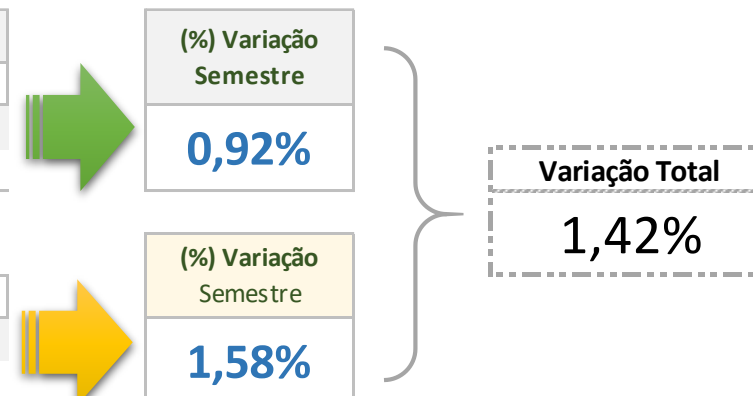 (%) Variação
Semestre
0,92%
Variação Total
1,42%
(%) Variação
Semestre
1,58%